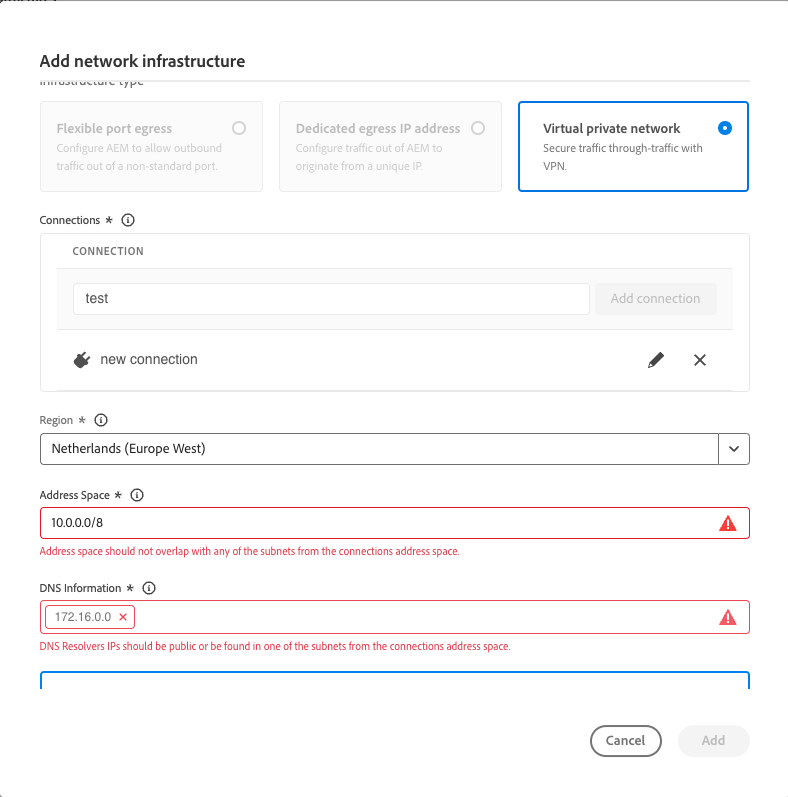 Add network infrastructure
Infrastructure type
Flexible port egress
Configure AEM to allow outbound
traffic out of a non-standard port.
Dedicated egress IP address
Configure traffic out of AEM to
originate from a unique IP.
Virtual private network
Secure traffic through-traffic with
VPN.
Connections *
CONNECTION
test
Add connection
new connection
Region *
Netherlands (Europe West)
Address Space *
10.0.0.0/8
Address space should not overlap with any of the subnets from the connections address space.
DNS Information *
172.16.0.0
DNS Resolvers IPs should be public or be found in one of the subnets from the connections address space.
Cancel
Add